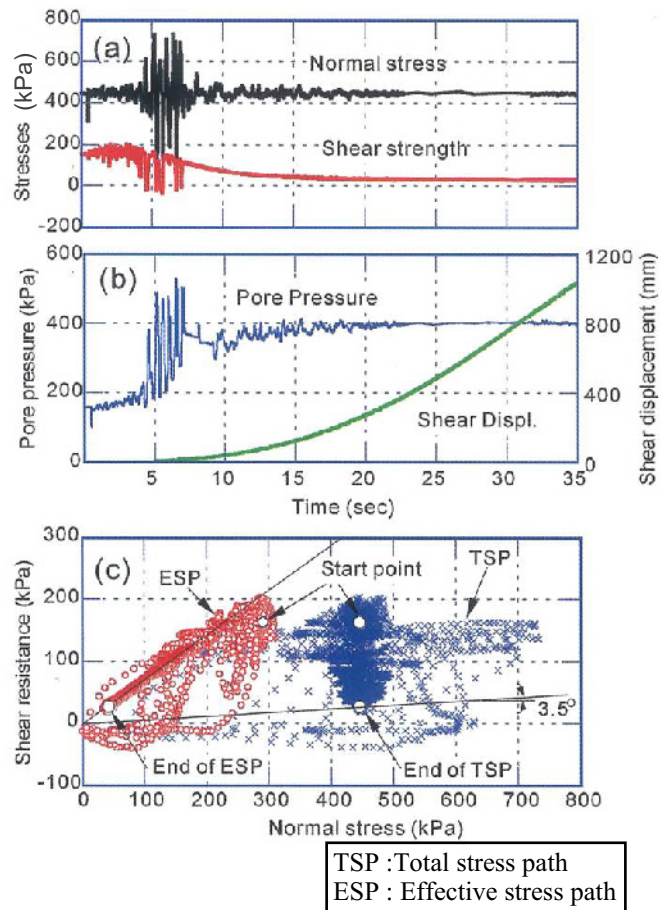 800
(a)
600
Normal stress
400
Stresses (kPa)
200
Shear strength
0
-200
600
1200
(b)
Pore Pressure
400
800
Pore pressure (kPa)
Shear displacement (mm)
200
400
Shear Displ.
0
0
5 10 15 20 25 30 35
Time (sec)
300
(c)
ESP
Start point
TSP
200
Shear resistance (kPa)
100
0
3.5°
End of ESP
End of TSP
-100
0 100 200 300 400 500 600 700 800
Normal stress (kPa)
TSP :Total stress path
ESP : Effective stress path